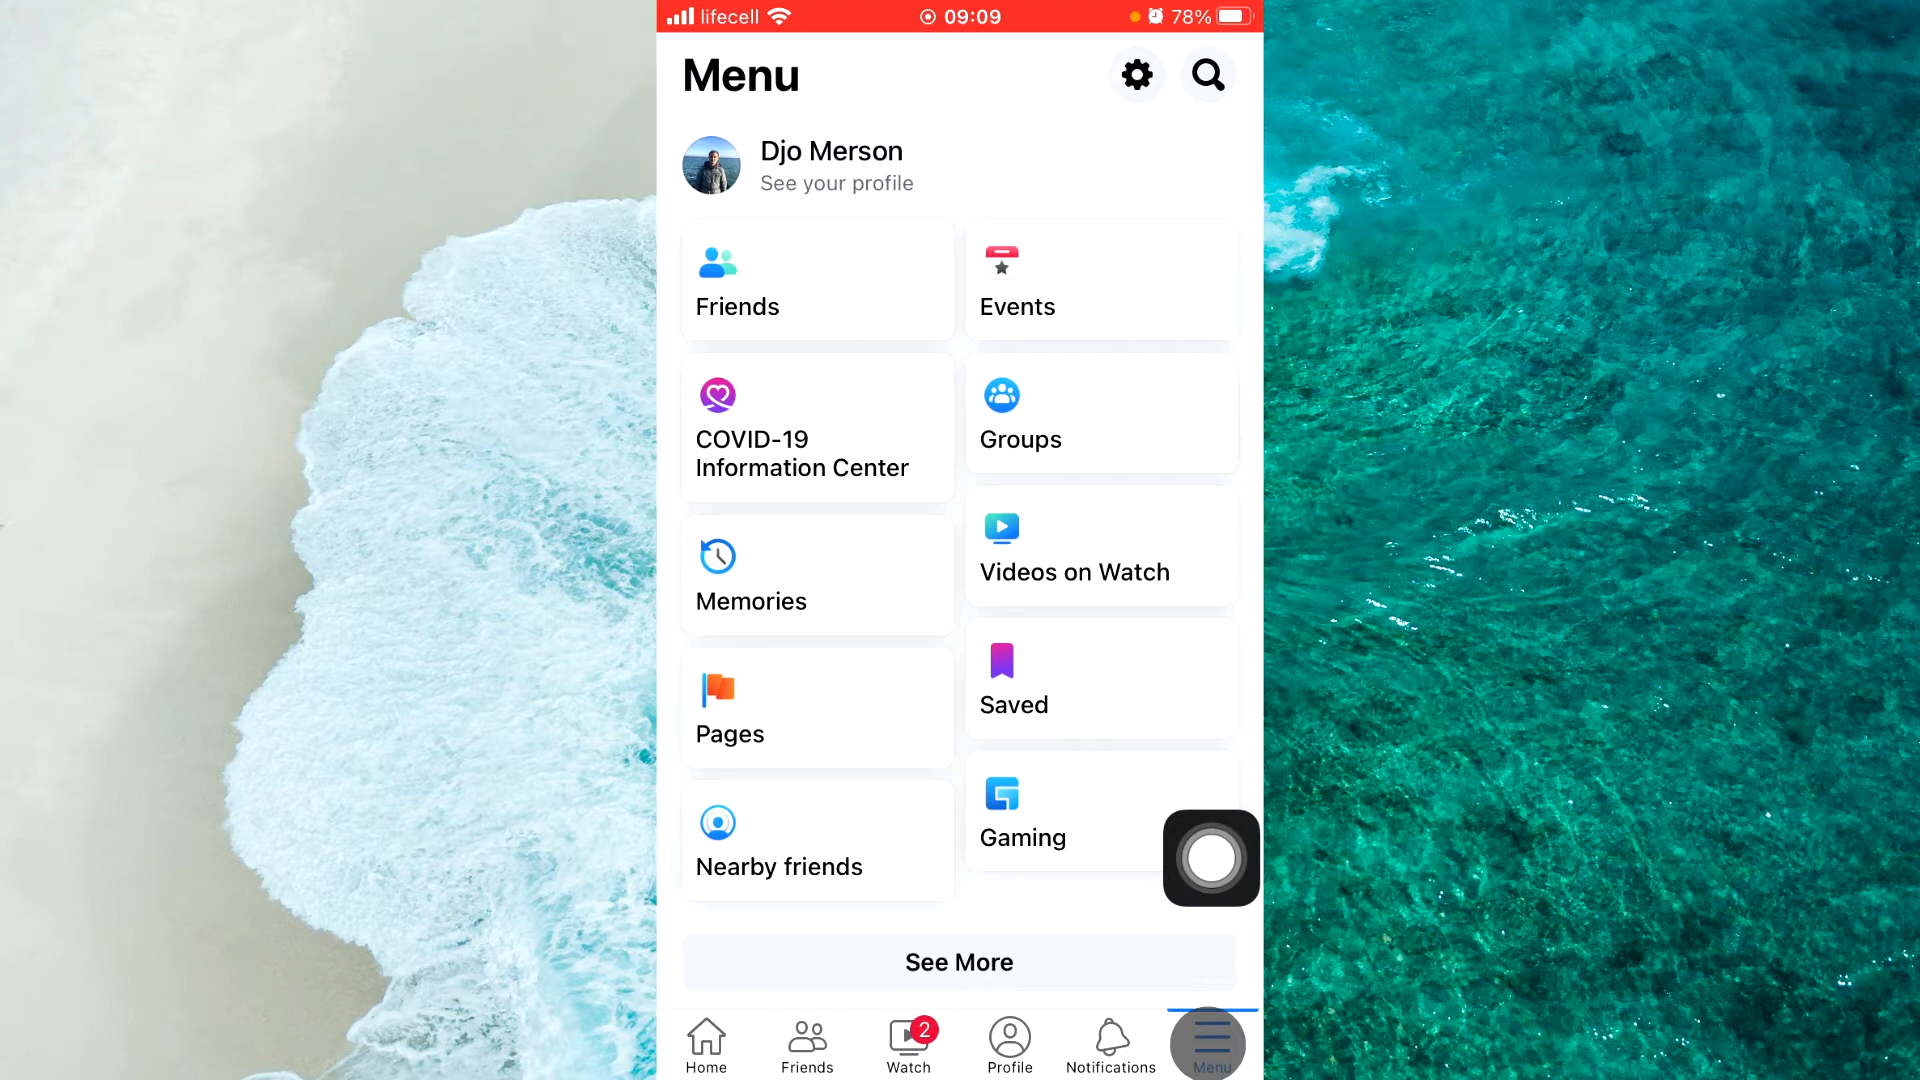 lifecell 09:09 78%
Menu
Djo Merson
See your profile
Friends
Events
COVID-19
Information Center
Groups
Memories
Videos on Watch
Pages
Saved
Nearby friends
Gaming
See More
2
Home Friends Watch Profile Notifications Menu